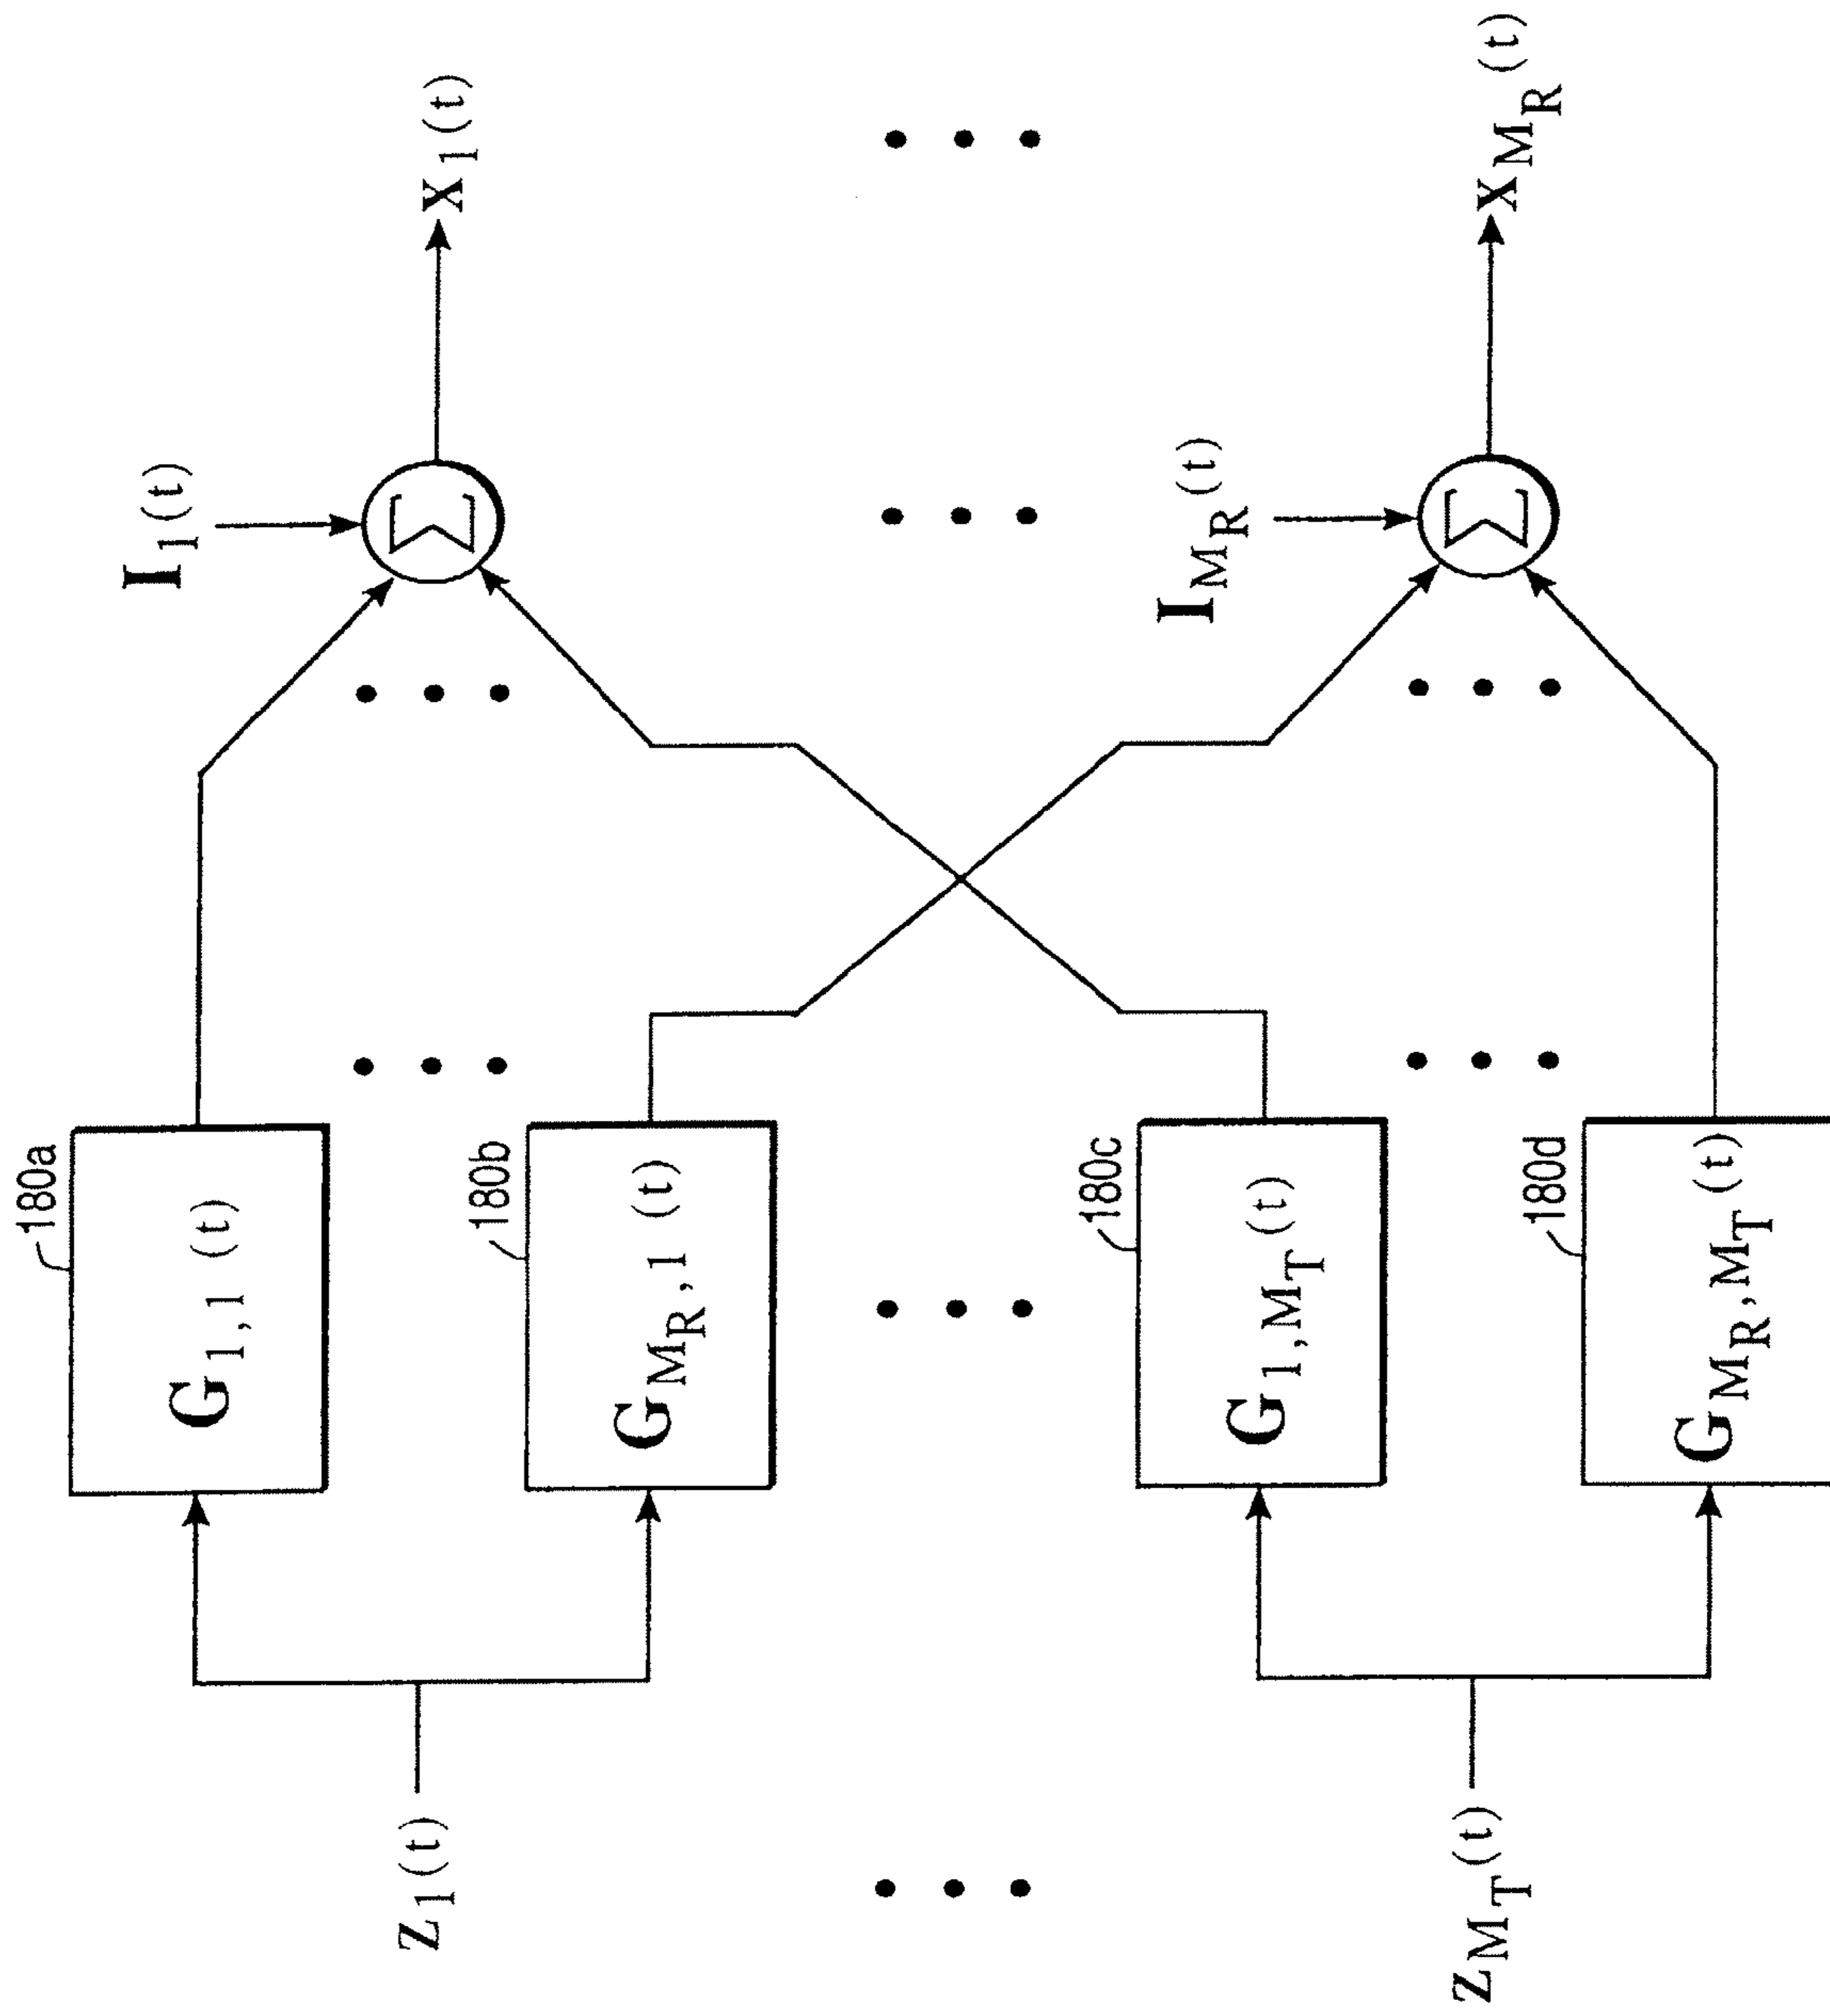 180a
G1,1(t)
I1(t)
Z1(t)
x1(t)
180b
GMR,1(t)
180c
G1,MT(t)
IMR(t)
Σ
Σ
ZMT(t)
xMR(t)
180d
GMR,MT(t)